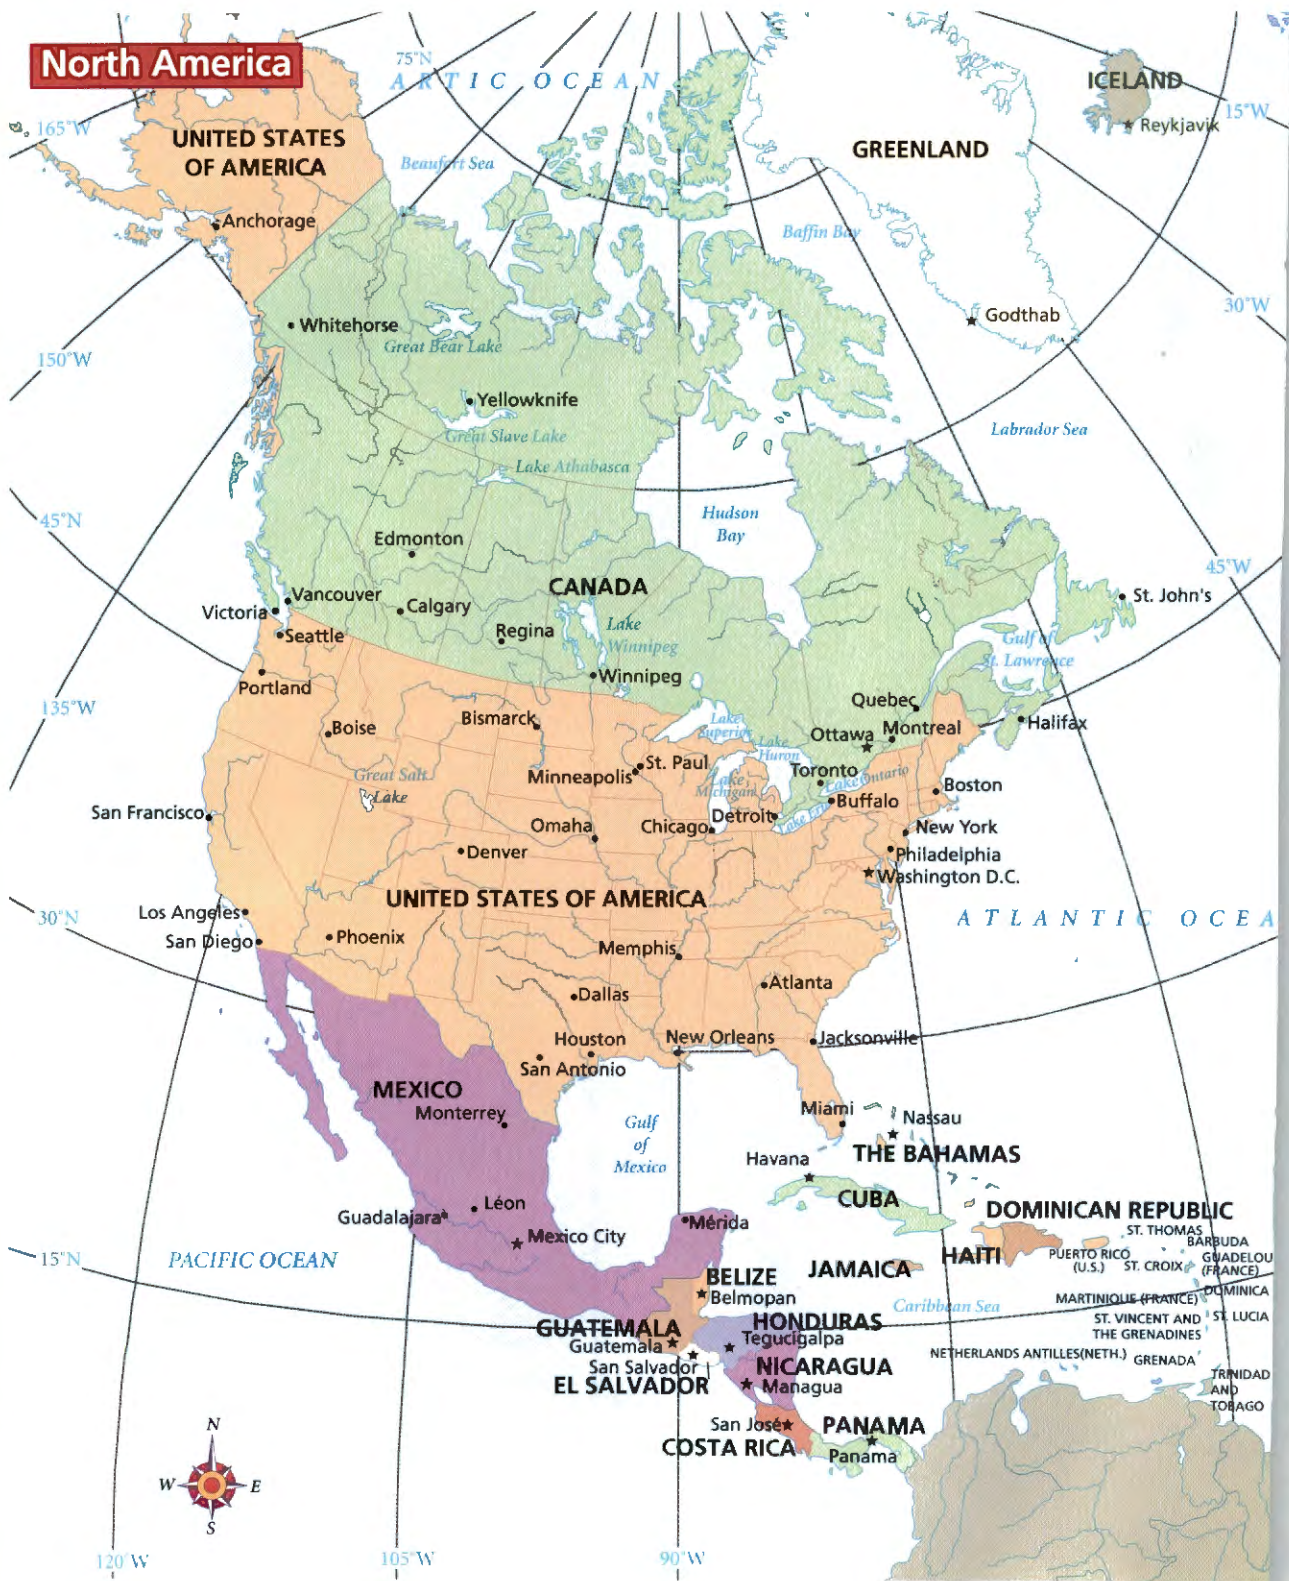 North America
75°N
ARTIC OCEAN
ICELAND
15°W
Reykjavik
165°W
UNITED STATES
OF AMERICA
Beaufort Sea
GREENLAND
Anchorage
Baffin Bay
30°W
Godthab
Whitehorse
Great Bear Lake
150°W
Yellowknife
Great Slave Lake
Labrador Sea
Lake Athabasca
45°N
Hudson
Bay
Edmonton
45°W
CANADA
Vancouver
Calgary
St. John's
Victoria
Seattle
Regina
Lake
Winnipeg
Gulf of
St. Lawrence
Winnipeg
Portland
Quebec
135°W
Boise
Bismarck
Lake
Superior
Ottawa
Montreal
Halifax
Lake
Huron
St. Paul
Minneapolis
Great Salt
Lake
Lake
Michigan
Toronto
Lake Ontario
Boston
Buffalo
San Francisco
Omaha
Chicago
Detroit
Lake Erie
New York
Denver
Philadelphia
Washington D.C.
UNITED STATES OF AMERICA
Los Angeles
30°N
ATLANTIC OCEA
San Diego
Phoenix
Memphis
Atlanta
Dallas
Houston
New Orleans
Jacksonville
San Antonio
MEXICO
Monterrey
Gulf
of
Mexico
Miami
Nassau
THE BAHAMAS
Havana
CUBA
Léon
Guadalajara
Mérida
DOMINICAN REPUBLIC
ST. THOMAS
Mexico City
BARBUDA
15°N
PACIFIC OCEAN
HAITI
PUERTO RICO
(U.S.)
ST. CROIX
GUADELOU
(FRANCE)
JAMAICA
BELIZE
Belmopan
DOMINICA
MARTINIQUE (FRANCE)
Caribbean Sea
HONDURAS
ST. VINCENT AND
THE GRENADINES
ST. LUCIA
GUATEMALA
Guatemala
Tegucigalpa
NETHERLANDS ANTILLES(NETH.)
GRENADA
San Salvador
NICARAGUA
EL SALVADOR
Managua
TRINIDAD
AND
TOBAGO
San José
PANAMA
COSTA RICA
Panama
N
W
E
S
120°W
105°W
90°W